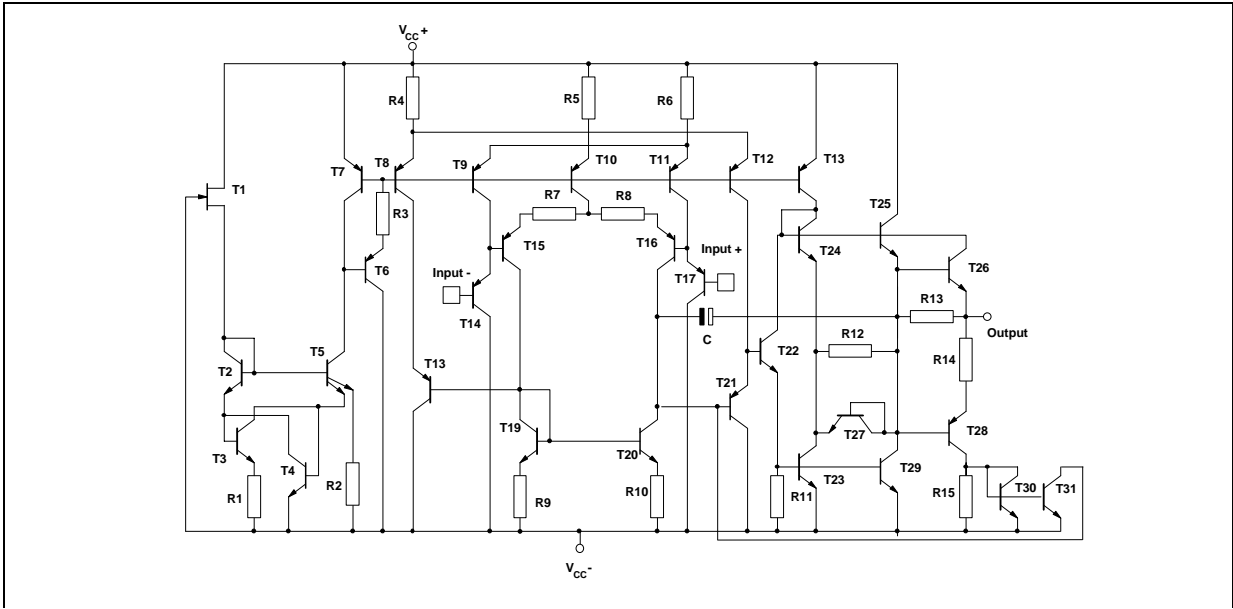 VCC+
R4
R5
R6
T7
T8
T9
T10
T11
T12
T13
T1
R3
R7
R8
T25
T15
T16
Input +
T24
T6
T26
Input -
T17
R13
T14
C
Output
R12
T22
R14
T5
T13
T2
T21
T27
T28
T19
T3
T20
T29
T4
R2
R1
R9
R10
R11
T23
R15
T30
T31
VCC-